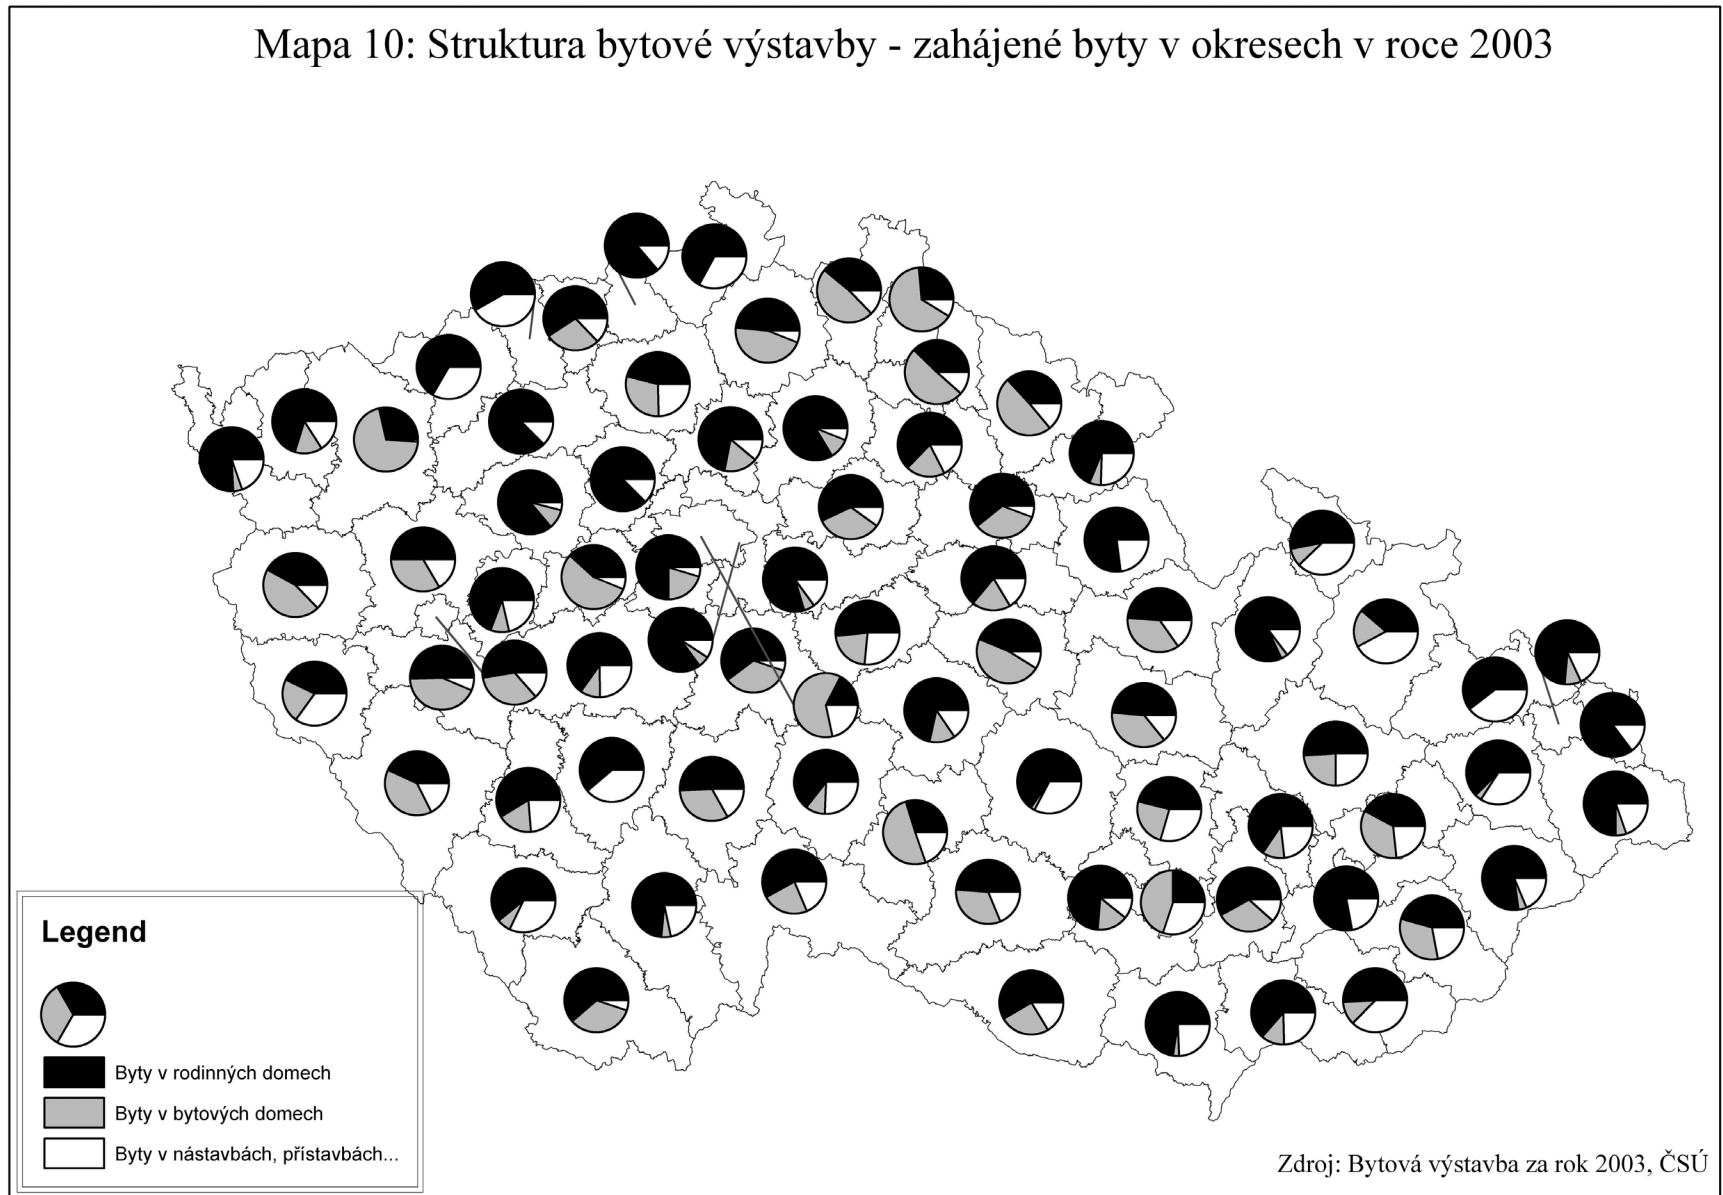 Mapa 10: Struktura bytové výstavby - zahájené byty v okresech v roce 2003
Legend
Byty v rodinných domech
Byty v bytových domech
Byty v nástavbách, přístavbách...
Zdroj: Bytová výstavba za rok 2003, ČSÚ